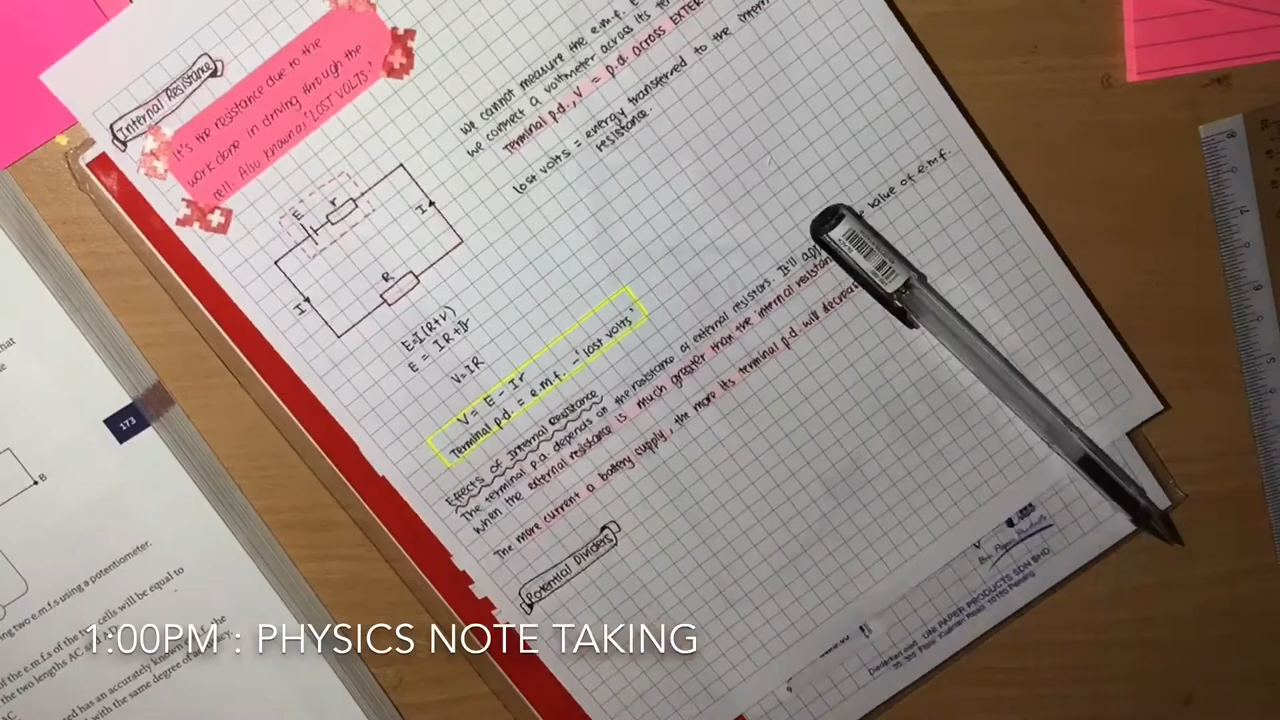 Internal Resistance
It's the resistance due to the
work done in driving through the
cell. Also known as 'LOST VOLTS.'
E
r
I
R
I
E=I(R+r)
E = IR+Ir
V=IR
V = E - Ir
Terminal p.d. = e.m.f. - 'lost volts'
We cannot measure the e.m.f.
we connect a voltmeter across its
Terminal p.d., V = p.d. across
lost volts = energy transferred to the
resistance.
Effects of Internal Resistance
The terminal p.d. depends on the resistance of external resistors. It'll value of e.m.f.
When the external resistance is much greater than the internal
The more current a battery supply, the more its terminal p.d. will
Potential Dividers
UNI PAPER PRODUCTS SDN BHD
173
B
using a potentiometer.
of the e.m.f.s of the two cells will be equal to
the two lengths AC
has an accurately known
with the same degree of
BLACK
8
7
6
5
1:00PM : PHYSICS NOTE TAKING